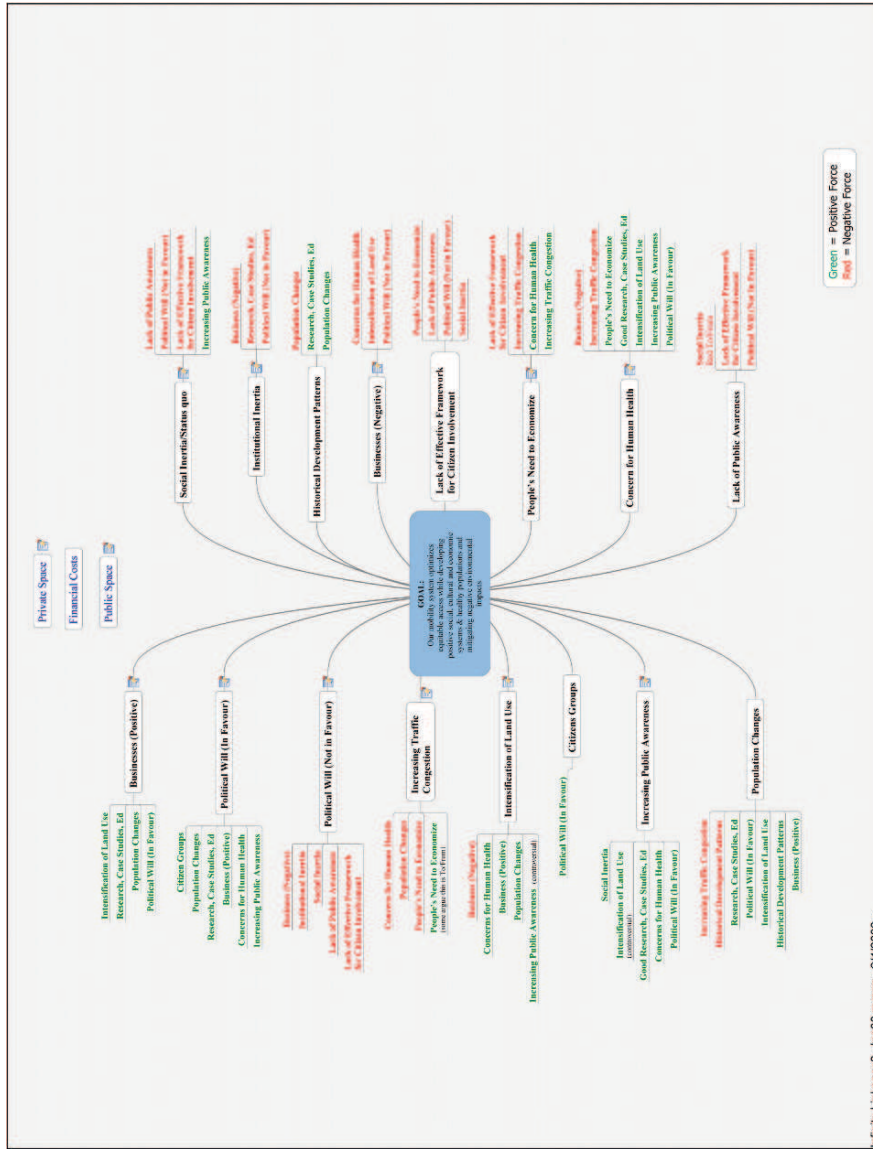 Private Space
Financial Costs
Public Space
Businesses (Positive)
Intensification of Land Use
Research, Case Studies, Ed
Population Changes
Political Will (In Favour)
Political Will (In Favour)
Citizen Groups
Population Changes
Research, Case Studies, Ed
Business (Positive)
Concerns for Human Health
Increasing Public Awareness
Political Will (Not in Favour)
Business (Negative)
Institutional Inertia
Social Inertia
Lack of Public Awareness
Lack of Effective Framework
for Citizen Involvement
Increasing Traffic
Congestion
Concerns for Human Health
Population Changes
People's Need to Economize
People's Need to Economize
(some argue this is To/From)
Intensification of Land Use
Business (Negative)
Concerns for Human Health
Business (Positive)
Population Changes
Increasing Public Awareness (controversial)
Citizens Groups
Political Will (In Favour)
Increasing Public Awareness
Social Inertia
Intensification of Land Use
(controversial)
Good Research, Case Studies, Ed
Concerns for Human Health
Political Will (In Favour)
Population Changes
Increasing Traffic Congestion
Historical Development Patterns
Research, Case Studies, Ed
Political Will (In Favour)
Intensification of Land Use
Historical Development Patterns
Business (Positive)
GOAL:
Our mobility system optimizes
equitable access while developing
positive social, cultural and economic
systems & healthy populations and
mitigating negative environmental
impacts
Social Inertia/Status quo
Lack of Public Awareness
Political Will (Not in Favour)
Lack of Effective Framework
for Citizen Involvement
Increasing Public Awareness
Institutional Inertia
Business (Negative)
Research, Case Studies, Ed
Political Will (Not in Favour)
Historical Development Patterns
Population Changes
Research, Case Studies, Ed
Population Changes
Businesses (Negative)
Concerns for Human Health
Intensification of Land Use
Political Will (Not in Favour)
Lack of Effective Framework
for Citizen Involvement
People's Need to Economize
Lack of Public Awareness
Political Will (Not in Favour)
Social Inertia
People's Need to Economize
Lack of Effective Framework
for Citizen Involvement
Increasing Traffic Congestion
Concern for Human Health
Increasing Traffic Congestion
Concern for Human Health
Business (Negative)
Increasing Traffic Congestion
People's Need to Economize
Good Research, Case Studies, Ed
Intensification of Land Use
Increasing Public Awareness
Political Will (In Favour)
Lack of Public Awareness
Social Inertia
Lack of Effective Framework
for Citizen Involvement
Political Will (Not in Favour)
Green = Positive Force
Red = Negative Force